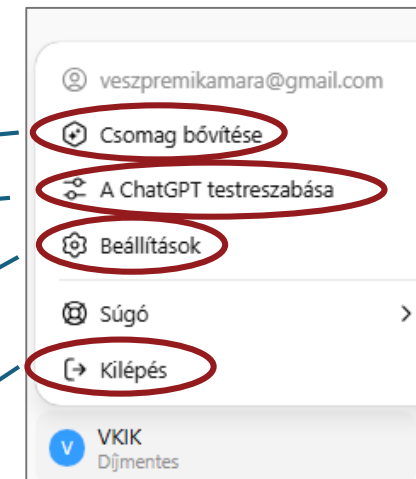 veszpremikamara@gmail.com
Csomag bővítése
A ChatGPT testreszabása
Beállítások
Súgó
Kilépés
V
VKIK
Díjmentes